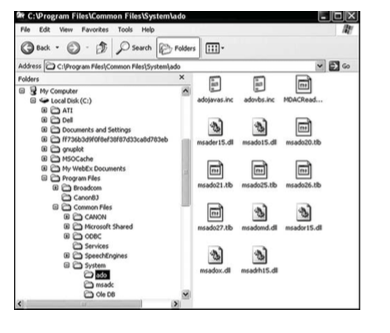 C:\Program Files\Common Files\System\ado
File Edit View Favorites Tools Help
Back Search Folders
Address C:\Program Files\Common Files\System\ado Go
Folders
My Computer
Local Disk (C:)
ATI
Dell
Documents and Settings
gnuplot
MSOCache
My WebEx Documents
Program Files
Broadcom
CanonBJ
Common Files
CANON
Microsoft Shared
ODBC
Services
SpeechEngines
System
ado
msadc
Ole DB
adojavas.inc adovbs.inc MDACRead...
msader15.dll msado15.dll msado20.tlb
msado21.tlb msado25.tlb msado26.tlb
msado27.tlb msadomd.dll msador15.dll
msadox.dll msadrh15.dll